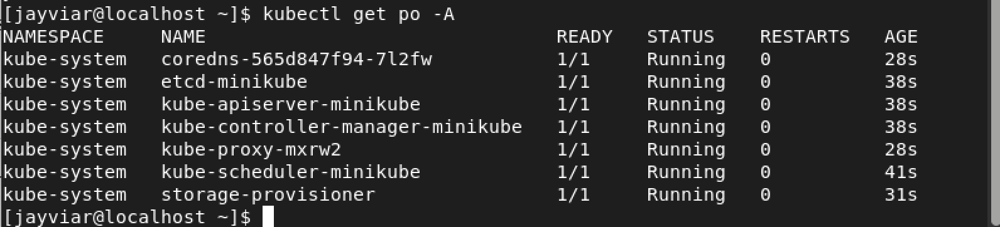 [jayviar@localhost ~]$ kubectl get po -A
NAMESPACE     NAME                               READY   STATUS    RESTARTS   AGE
kube-system   coredns-565d847f94-7l2fw           1/1     Running   0          28s
kube-system   etcd-minikube                      1/1     Running   0          38s
kube-system   kube-apiserver-minikube            1/1     Running   0          38s
kube-system   kube-controller-manager-minikube   1/1     Running   0          38s
kube-system   kube-proxy-mxrw2                   1/1     Running   0          28s
kube-system   kube-scheduler-minikube            1/1     Running   0          41s
kube-system   storage-provisioner                1/1     Running   0          31s
[jayviar@localhost ~]$